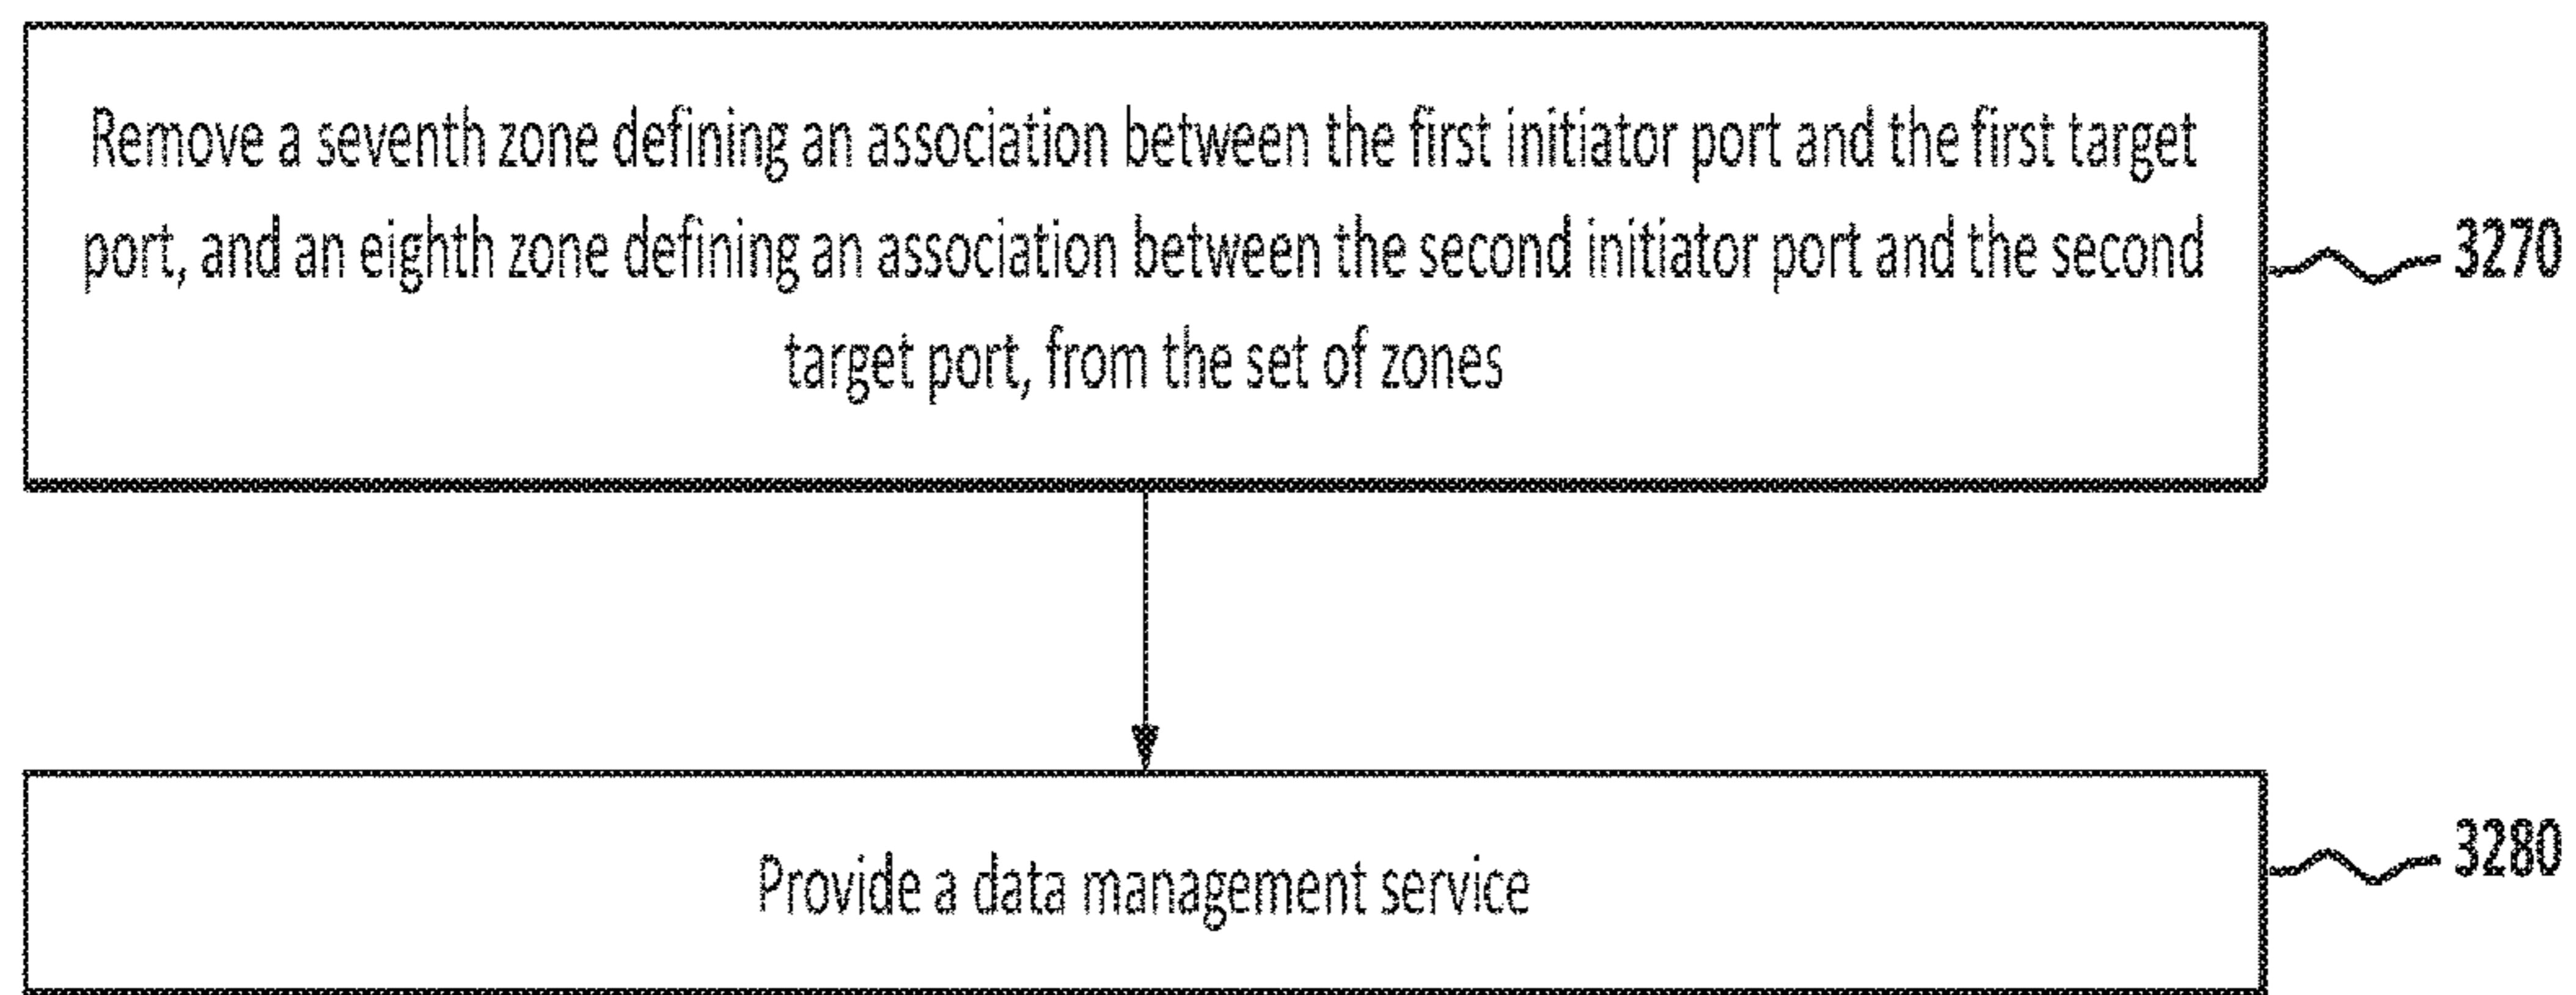 Remove a seventh zone defining an association between the first initiator port and the first target
port, and an eighth zone defining an association between the second initiator port and the second
target port, from the set of zones
3270
Provide a data management service
3280